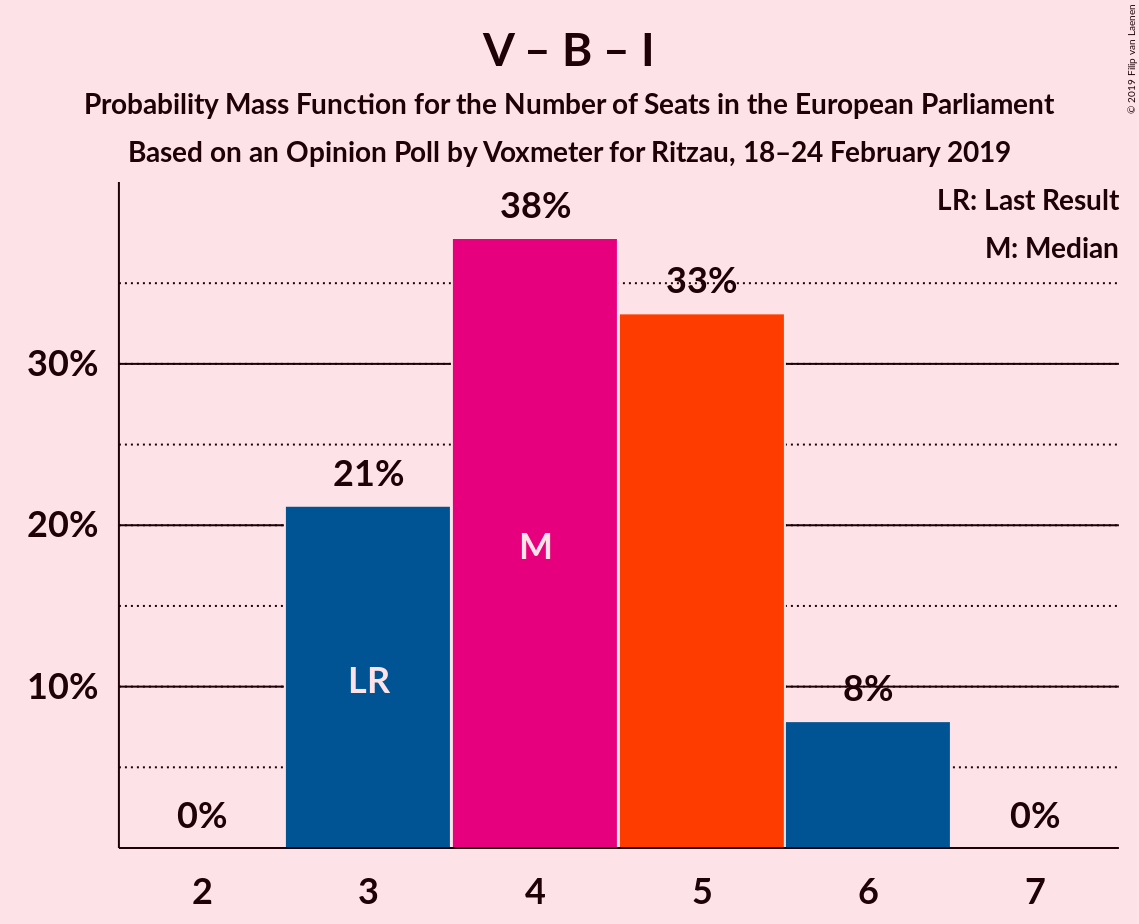 V – B – I
Probability Mass Function for the Number of Seats in the European Parliament
Based on an Opinion Poll by Voxmeter for Ritzau, 18–24 February 2019
© 2019 Filip van Laenen
LR: Last Result
M: Median
38%
33%
30%
21%
20%
M
LR
10%
8%
0%
0%
2
3
4
5
6
7